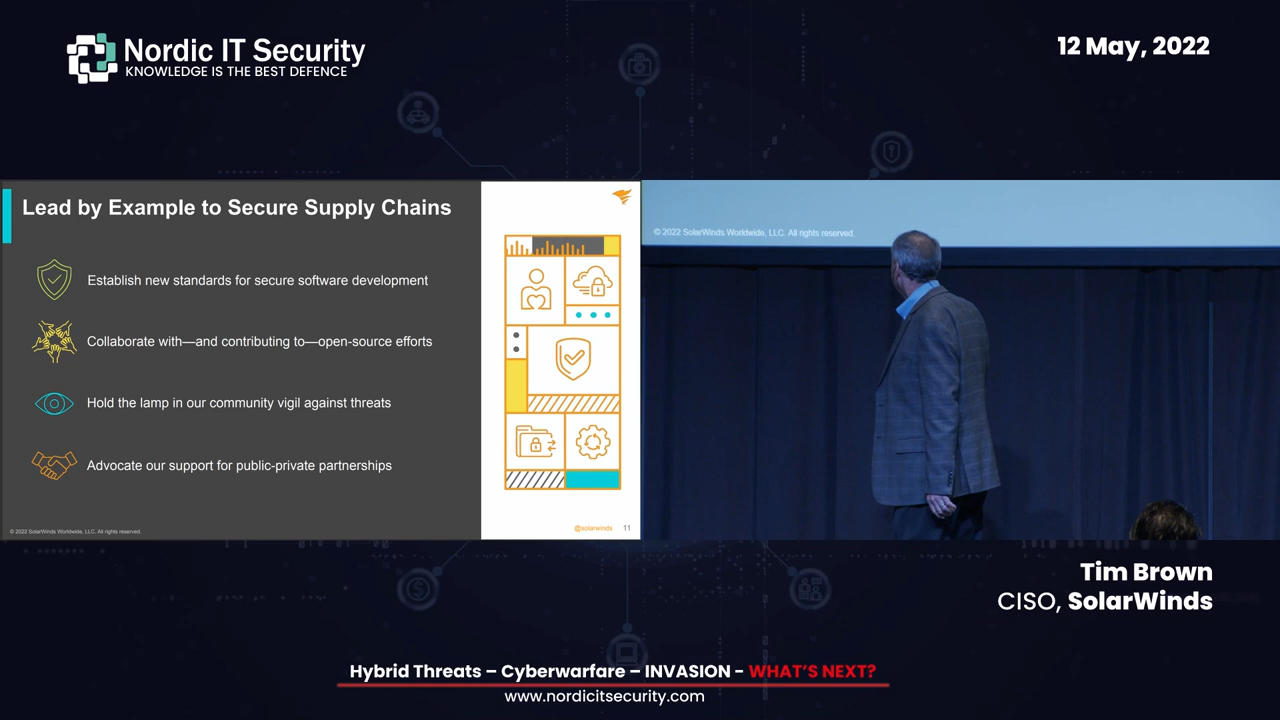 Nordic IT Security
KNOWLEDGE IS THE BEST DEFENCE
12 May, 2022
Lead by Example to Secure Supply Chains
Establish new standards for secure software development
Collaborate with—and contributing to—open-source efforts
Hold the lamp in our community vigil against threats
Advocate our support for public-private partnerships
© 2022 SolarWinds Worldwide, LLC. All rights reserved.
@solarwinds
11
© 2022 SolarWinds Worldwide, LLC. All rights reserved.
Tim Brown
CISO, SolarWinds
Hybrid Threats – Cyberwarfare – INVASION – WHAT'S NEXT?
www.nordicitsecurity.com